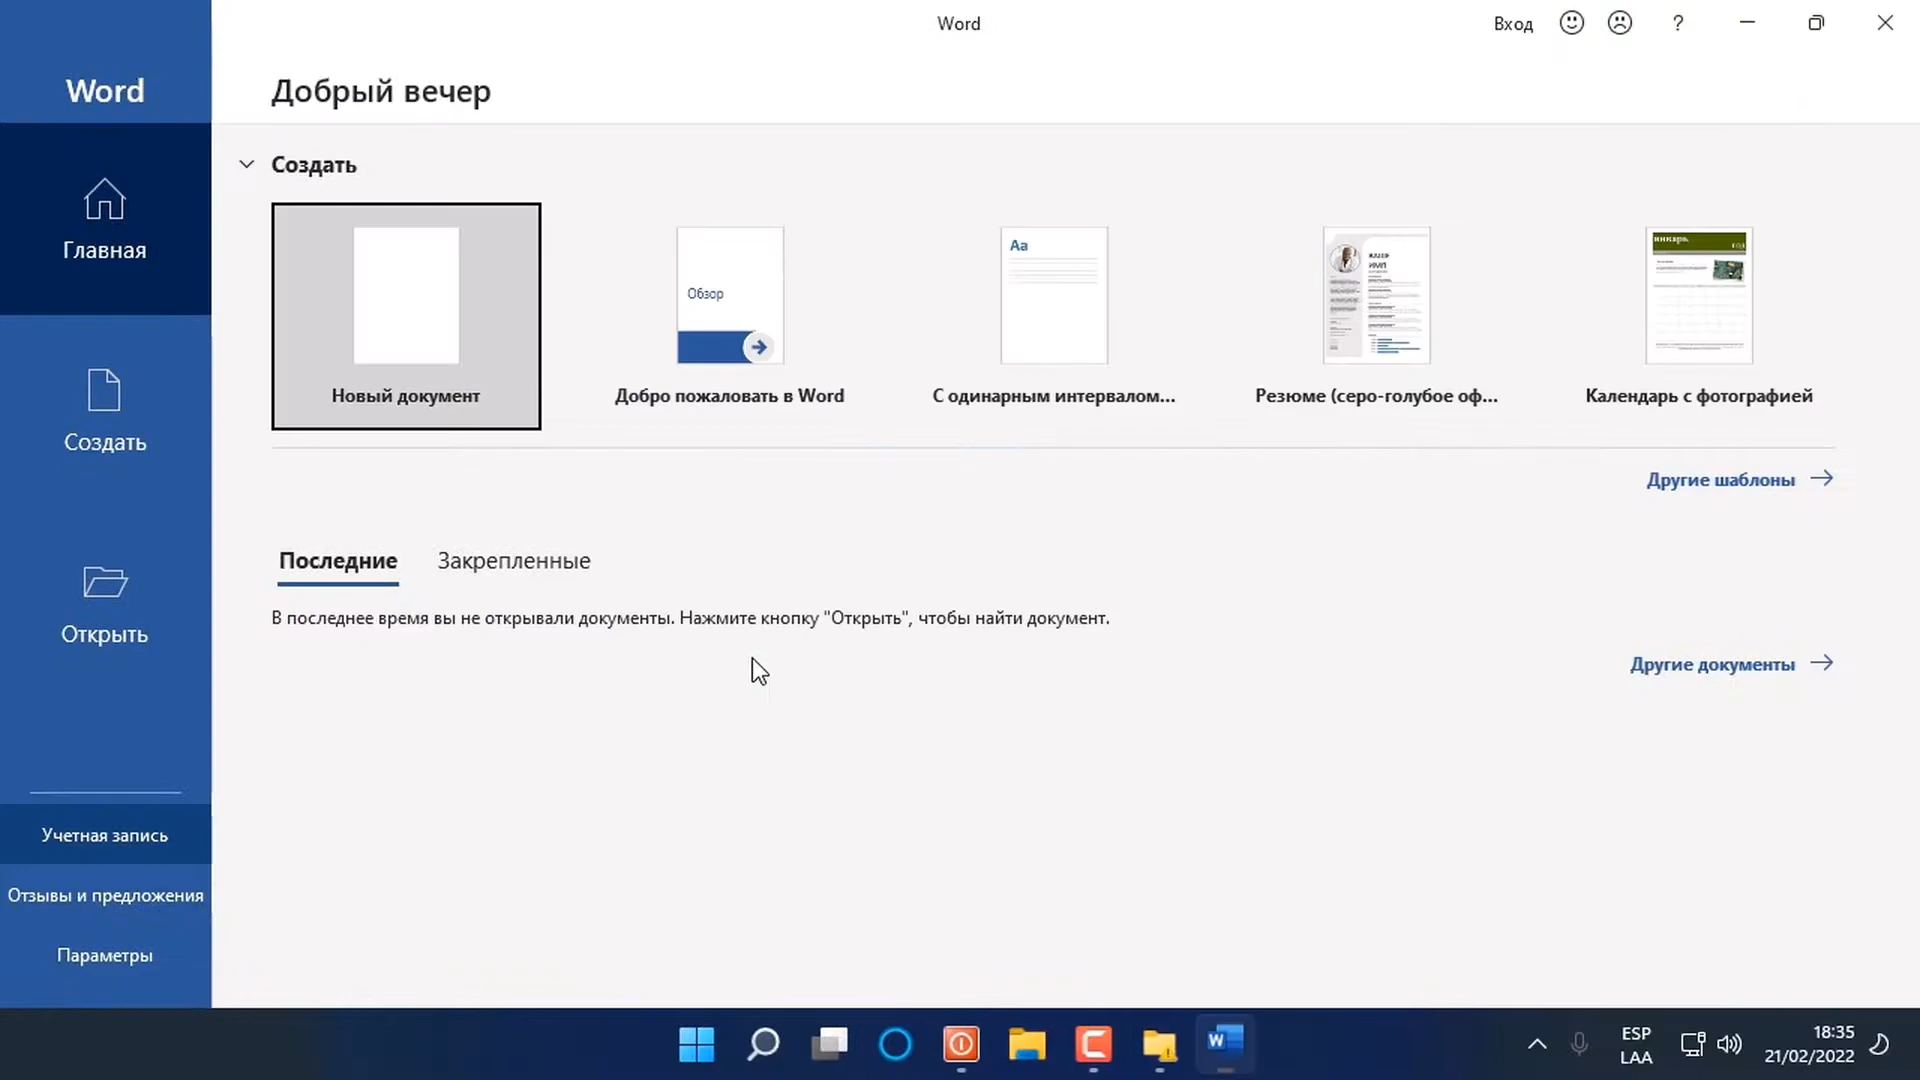 Word
Вход
?
Word
Добрый вечер
Главная
Создать
Открыть
Учетная запись
Отзывы и предложения
Параметры
Создать
Обзор
Aa
январь
Новый документ
Добро пожаловать в Word
С одинарным интервалом...
Резюме (серо-голубое оф...
Календарь с фотографией
Другие шаблоны
Последние
Закрепленные
В последнее время вы не открывали документы. Нажмите кнопку "Открыть", чтобы найти документ.
Другие документы
W
ESP
LAA
18:35
21/02/2022